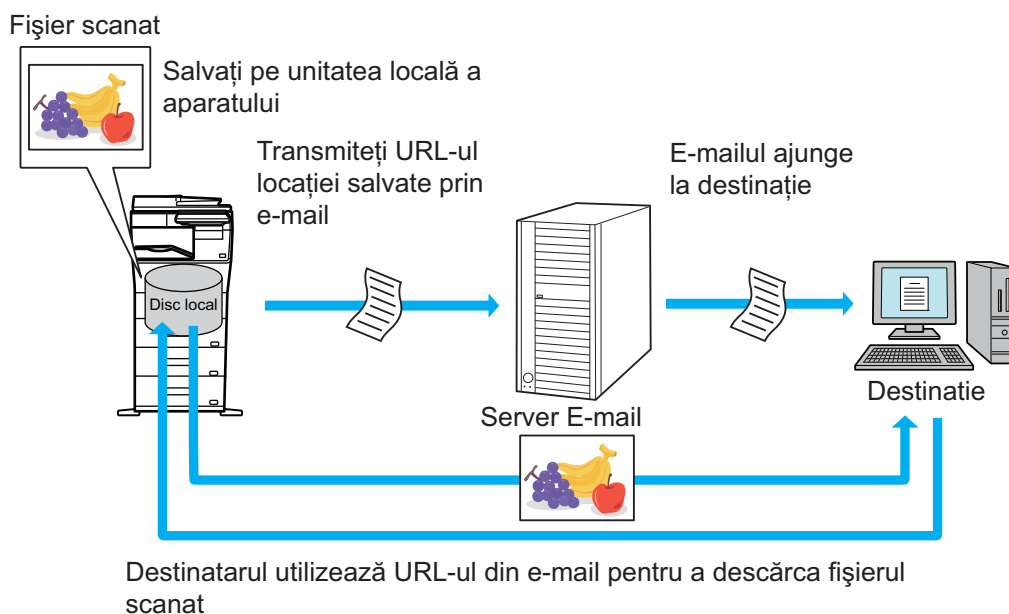 Fişier scanat
Salvați pe unitatea locală a
aparatului
Transmiteți URL-ul
locației salvate prin
e-mail
E-mailul ajunge
la destinație
Disc local
Server E-mail
Destinatie
Destinatarul utilizează URL-ul din e-mail pentru a descărca fişierul
scanat